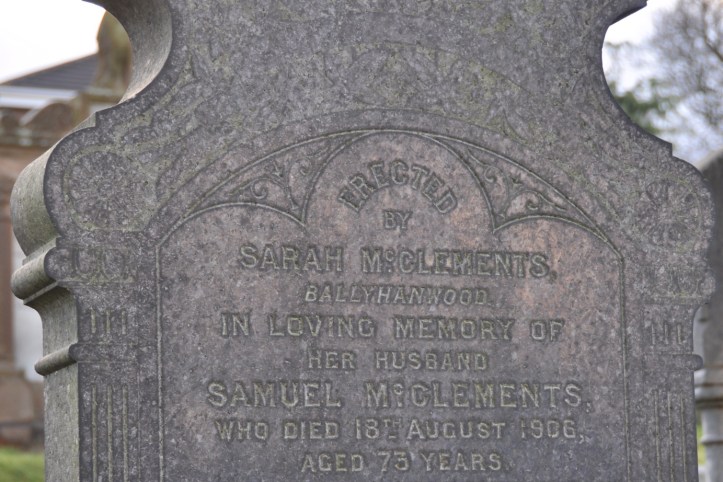 ERECTED
BY
SARAH McCLEMENTS,
BALLYHANWOOD.
IN LOVING MEMORY OF
HER HUSBAND
SAMUEL McCLEMENTS,
WHO DIED 18TH AUGUST 1906,
AGED 73 YEARS.